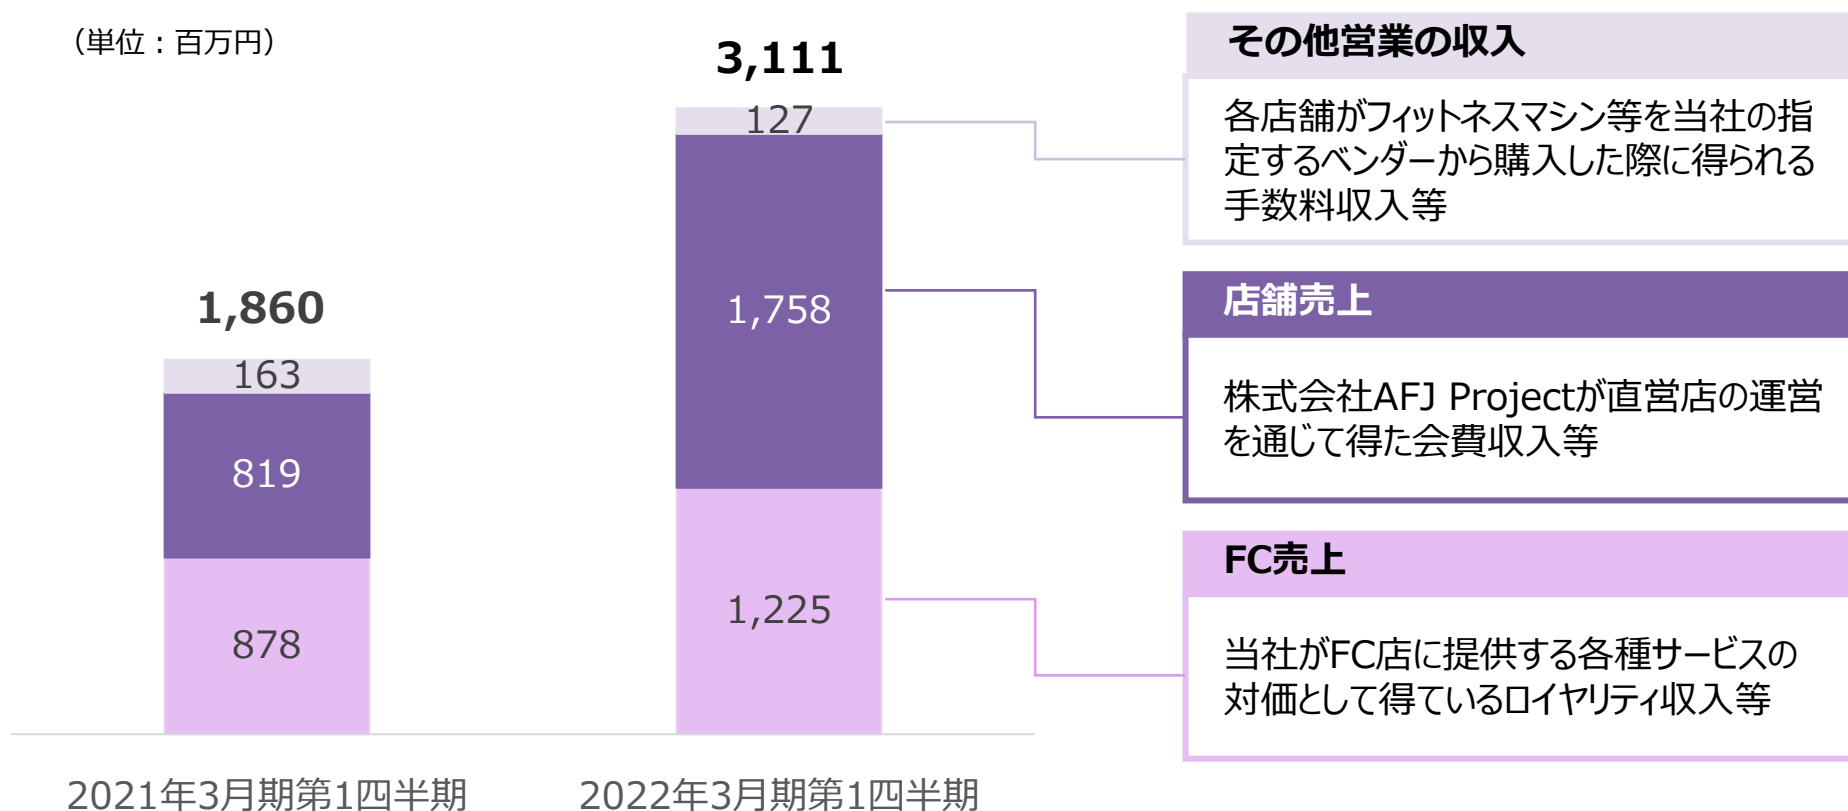 （単位：百万円）
3,111
127
1,758
1,225
1,860
163
819
878
2021年3月期第1四半期
2022年3月期第1四半期
その他営業の収入
各店舗がフィットネスマシン等を当社の指
定するベンダーから購入した際に得られる
手数料収入等
店舗売上
株式会社AFJ Projectが直営店の運営
を通じて得た会費収入等
FC売上
当社がFC店に提供する各種サービスの
対価として得ているロイヤリティ収入等